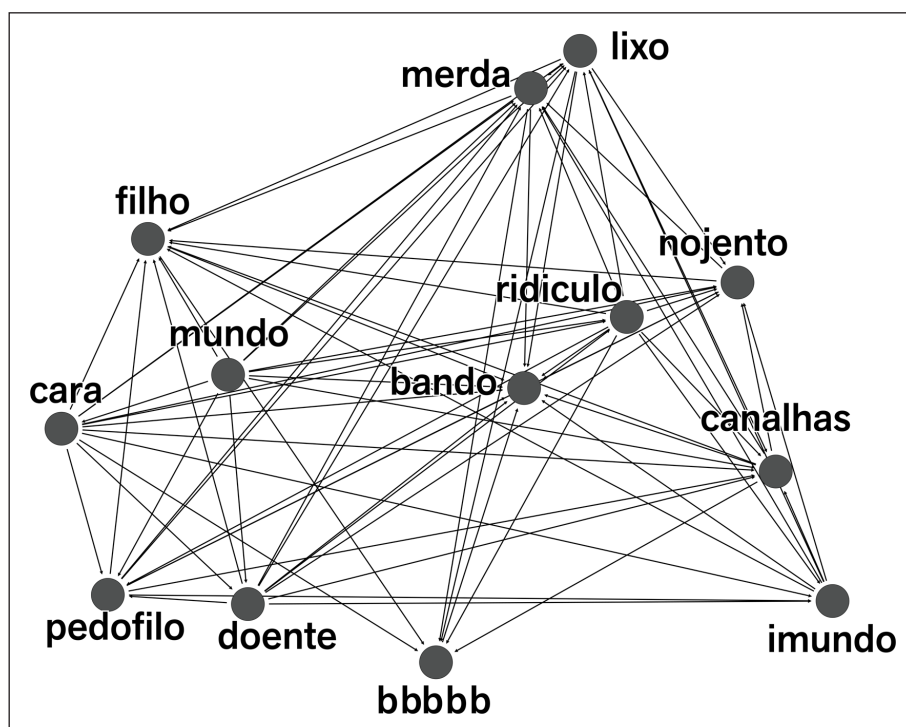 lixo
merda
filho
nojento
ridiculo
mundo
bando
cara
canalhas
pedofilo
doente
imundo
bbbbb